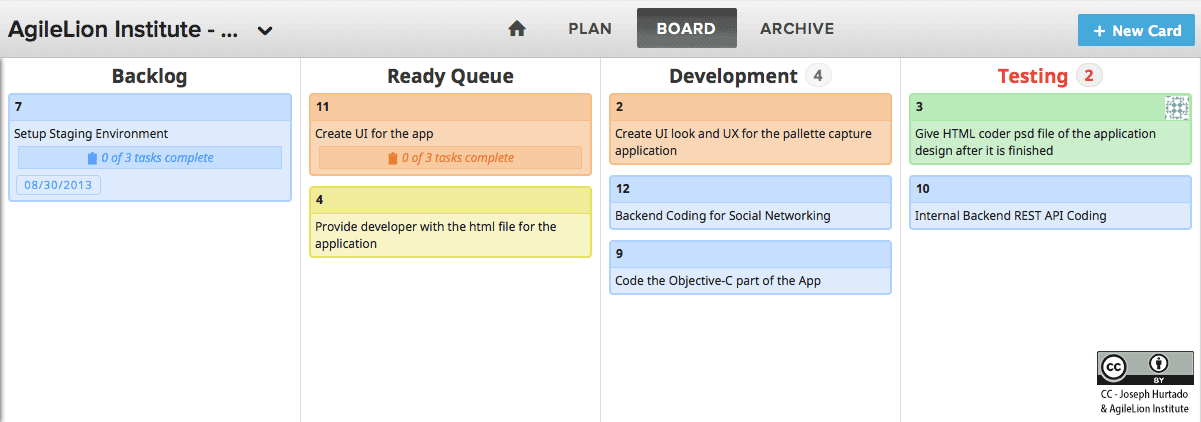 AgileLion Institute - ...
PLAN
BOARD
ARCHIVE
+ New Card
Backlog
7
Setup Staging Environment
0 of 3 tasks complete
08/30/2013
Ready Queue
11
Create UI for the app
0 of 3 tasks complete
4
Provide developer with the html file for the
application
Development 4
2
Create UI look and UX for the pallette capture
application
12
Backend Coding for Social Networking
9
Code the Objective-C part of the App
Testing 2
3
Give HTML coder psd file of the application
design after it is finished
10
Internal Backend REST API Coding
cc
BY
CC - Joseph Hurtado
& AgileLion Institute